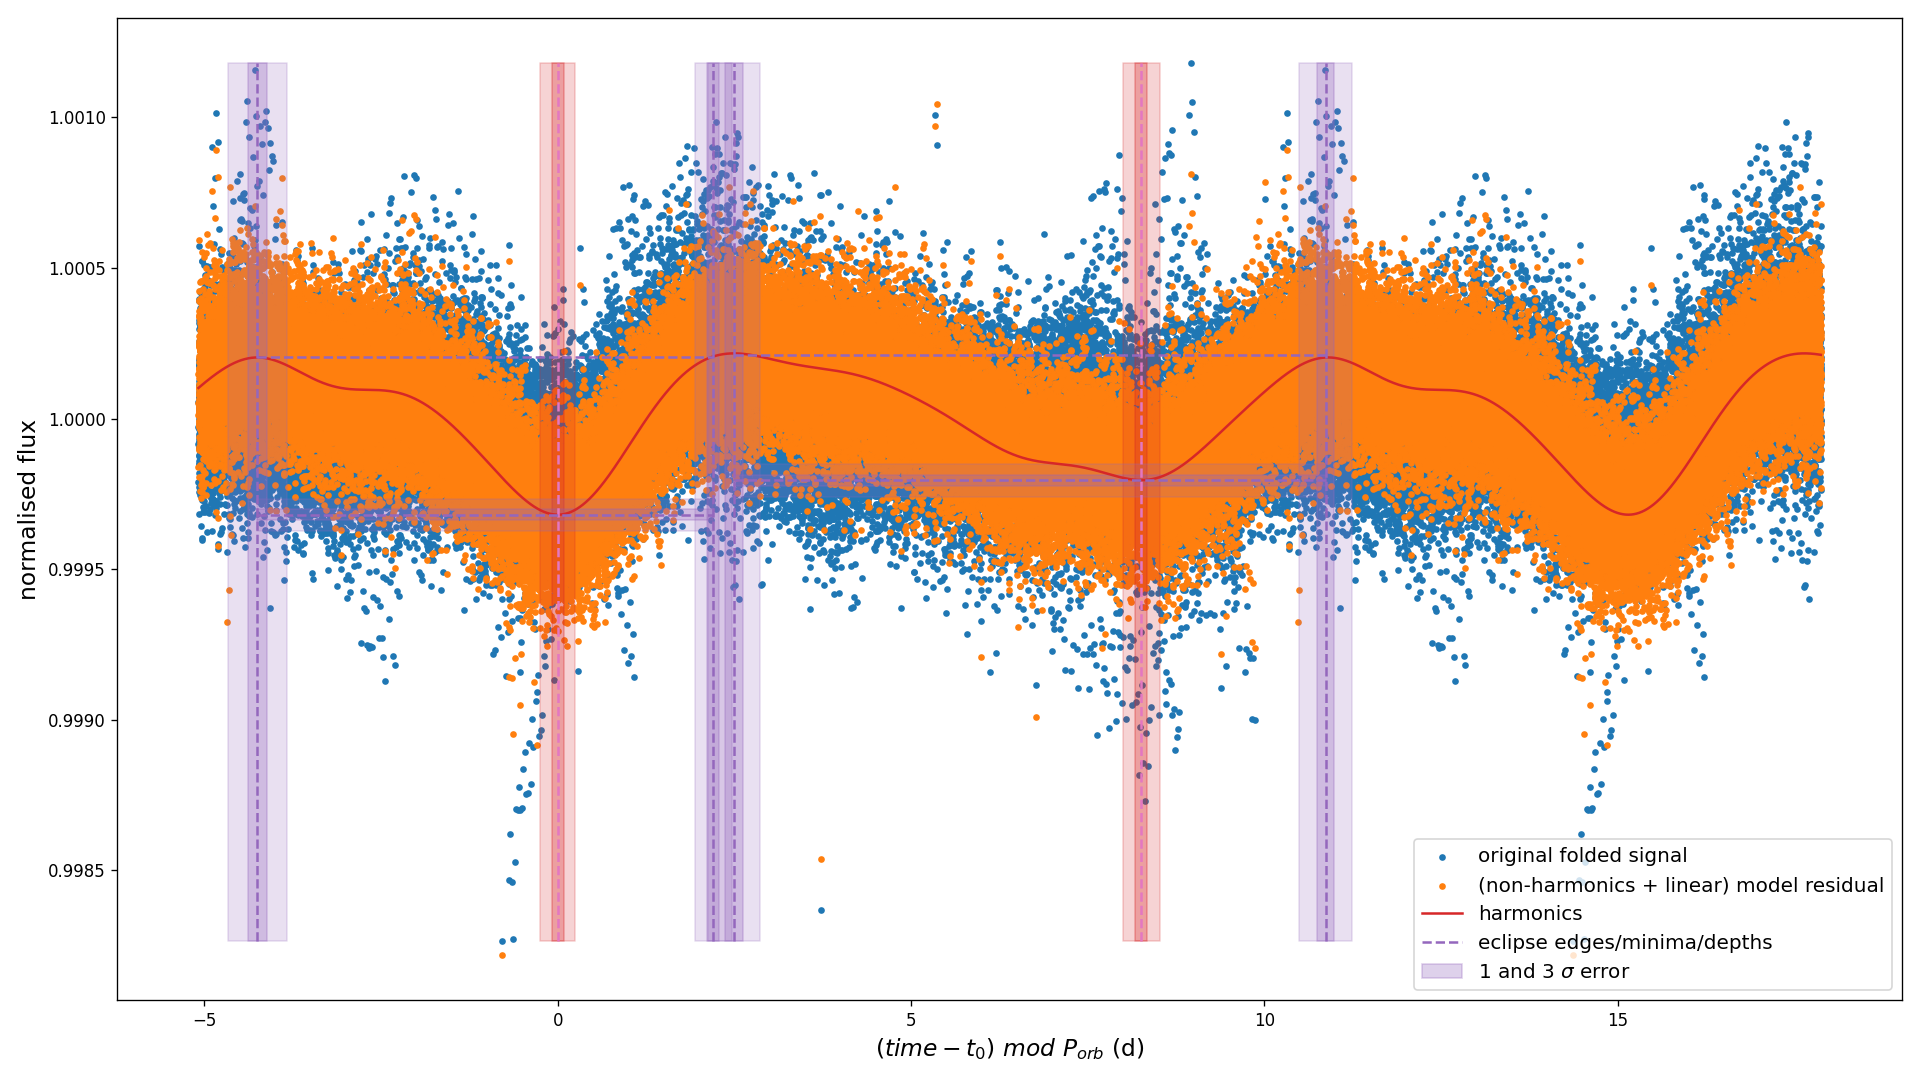 normalised flux
1.0010
1.0005
1.0000
0.9995
0.9990
0.9985
−5
0
5
10
15
(time − t₀) mod P_orb (d)
original folded signal
(non-harmonics + linear) model residual
harmonics
eclipse edges/minima/depths
1 and 3 σ error